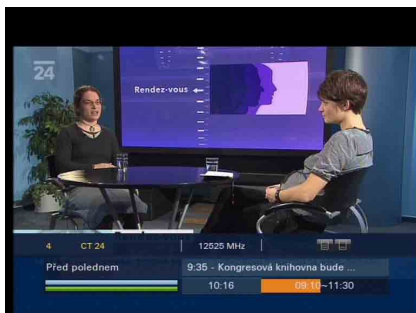 24
Rendez-vous
4 CT 24 12525 MHz
Před polednem 9:35 - Kongresová knihovna bude ...
10:16 09:10~11:30